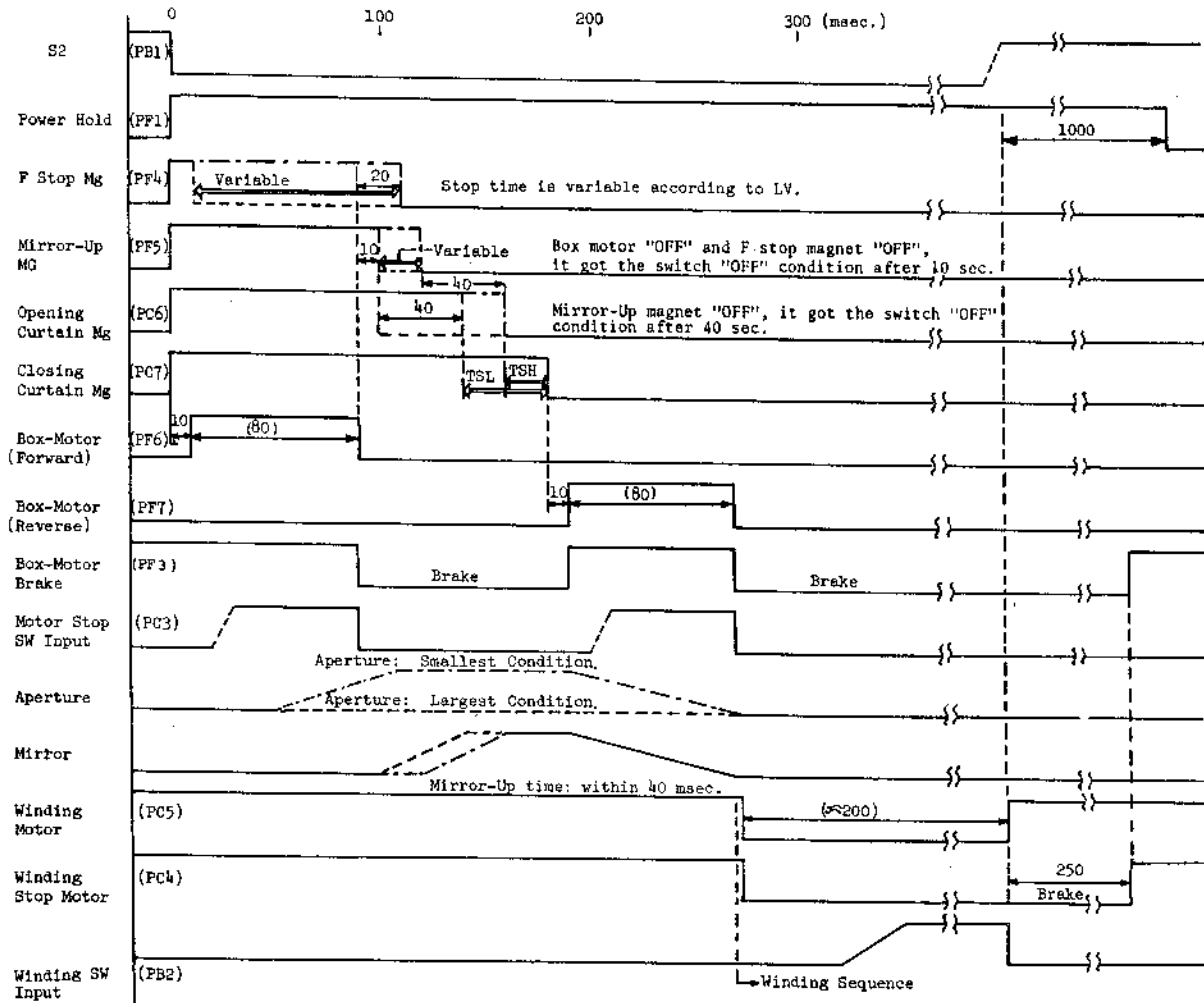 0 100 200 300 (msec.)
S2 (PB1)
Power Hold (PF1)
1000
F Stop Mg (PF4)
Variable 20
Stop time is variable according to LV.
Mirror-Up MG (PF5)
10 Variable
Box motor "OFF" and F stop magnet "OFF",
it got the switch "OFF" condition after 10 sec.
40
Opening Curtain Mg (PC6)
40
Mirror-Up magnet "OFF", it got the switch "OFF"
condition after 40 sec.
Closing Curtain Mg (PC7)
TSL TSH
Box-Motor (Forward) (PF6)
10 (80)
Box-Motor (Reverse) (PF7)
10 (80)
Box-Motor Brake (PF3)
Brake Brake
Motor Stop SW Input (PC3)
Aperture: Smallest Condition.
Aperture
Aperture: Largest Condition.
Mirror
Mirror-Up time: within 40 msec.
Winding Motor (PC5)
(≈200)
Winding Stop Motor (PC4)
250
Brake
Winding SW Input (PB2)
Winding Sequence